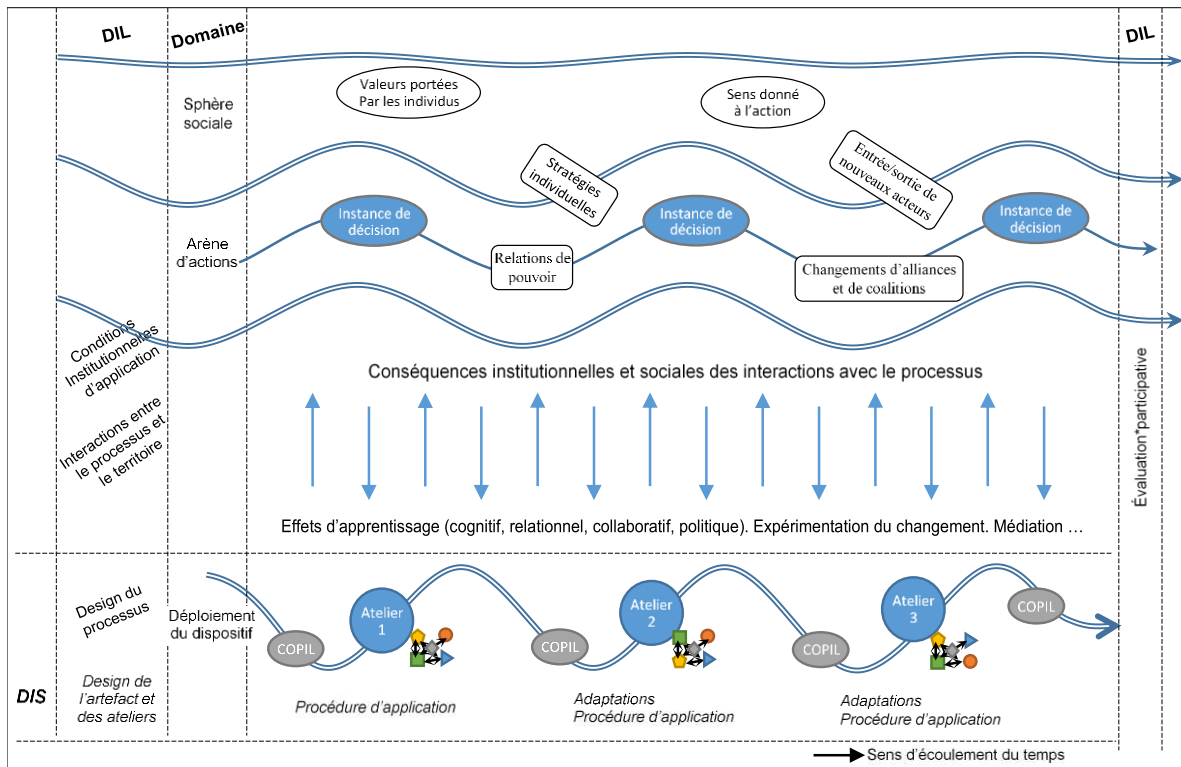 DIL
Domaine
DIL
Valeurs portées
Par les individus
Sens donné
à l'action
Sphère
sociale
Stratégies
individuelles
Entrée/sortie de
nouveaux acteurs
Instance de
décision
Instance de
décision
Instance de
décision
Arène
d'actions
Relations de
pouvoir
Changements d'alliances
et de coalitions
Conditions
Institutionnelles
d'application
Conséquences institutionnelles et sociales des interactions avec le processus
Interactions entre
le processus et
le territoire
Évaluation*participative
Effets d'apprentissage (cognitif, relationnel, collaboratif, politique). Expérimentation du changement. Médiation …
Design du
processus
Déploiement
du dispositif
COPIL
Atelier
1
COPIL
Atelier
2
COPIL
Atelier
3
COPIL
DIS
Design de
l'artefact et
des ateliers
Procédure d'application
Adaptations
Procédure d'application
Adaptations
Procédure d'application
Sens d'écoulement du temps